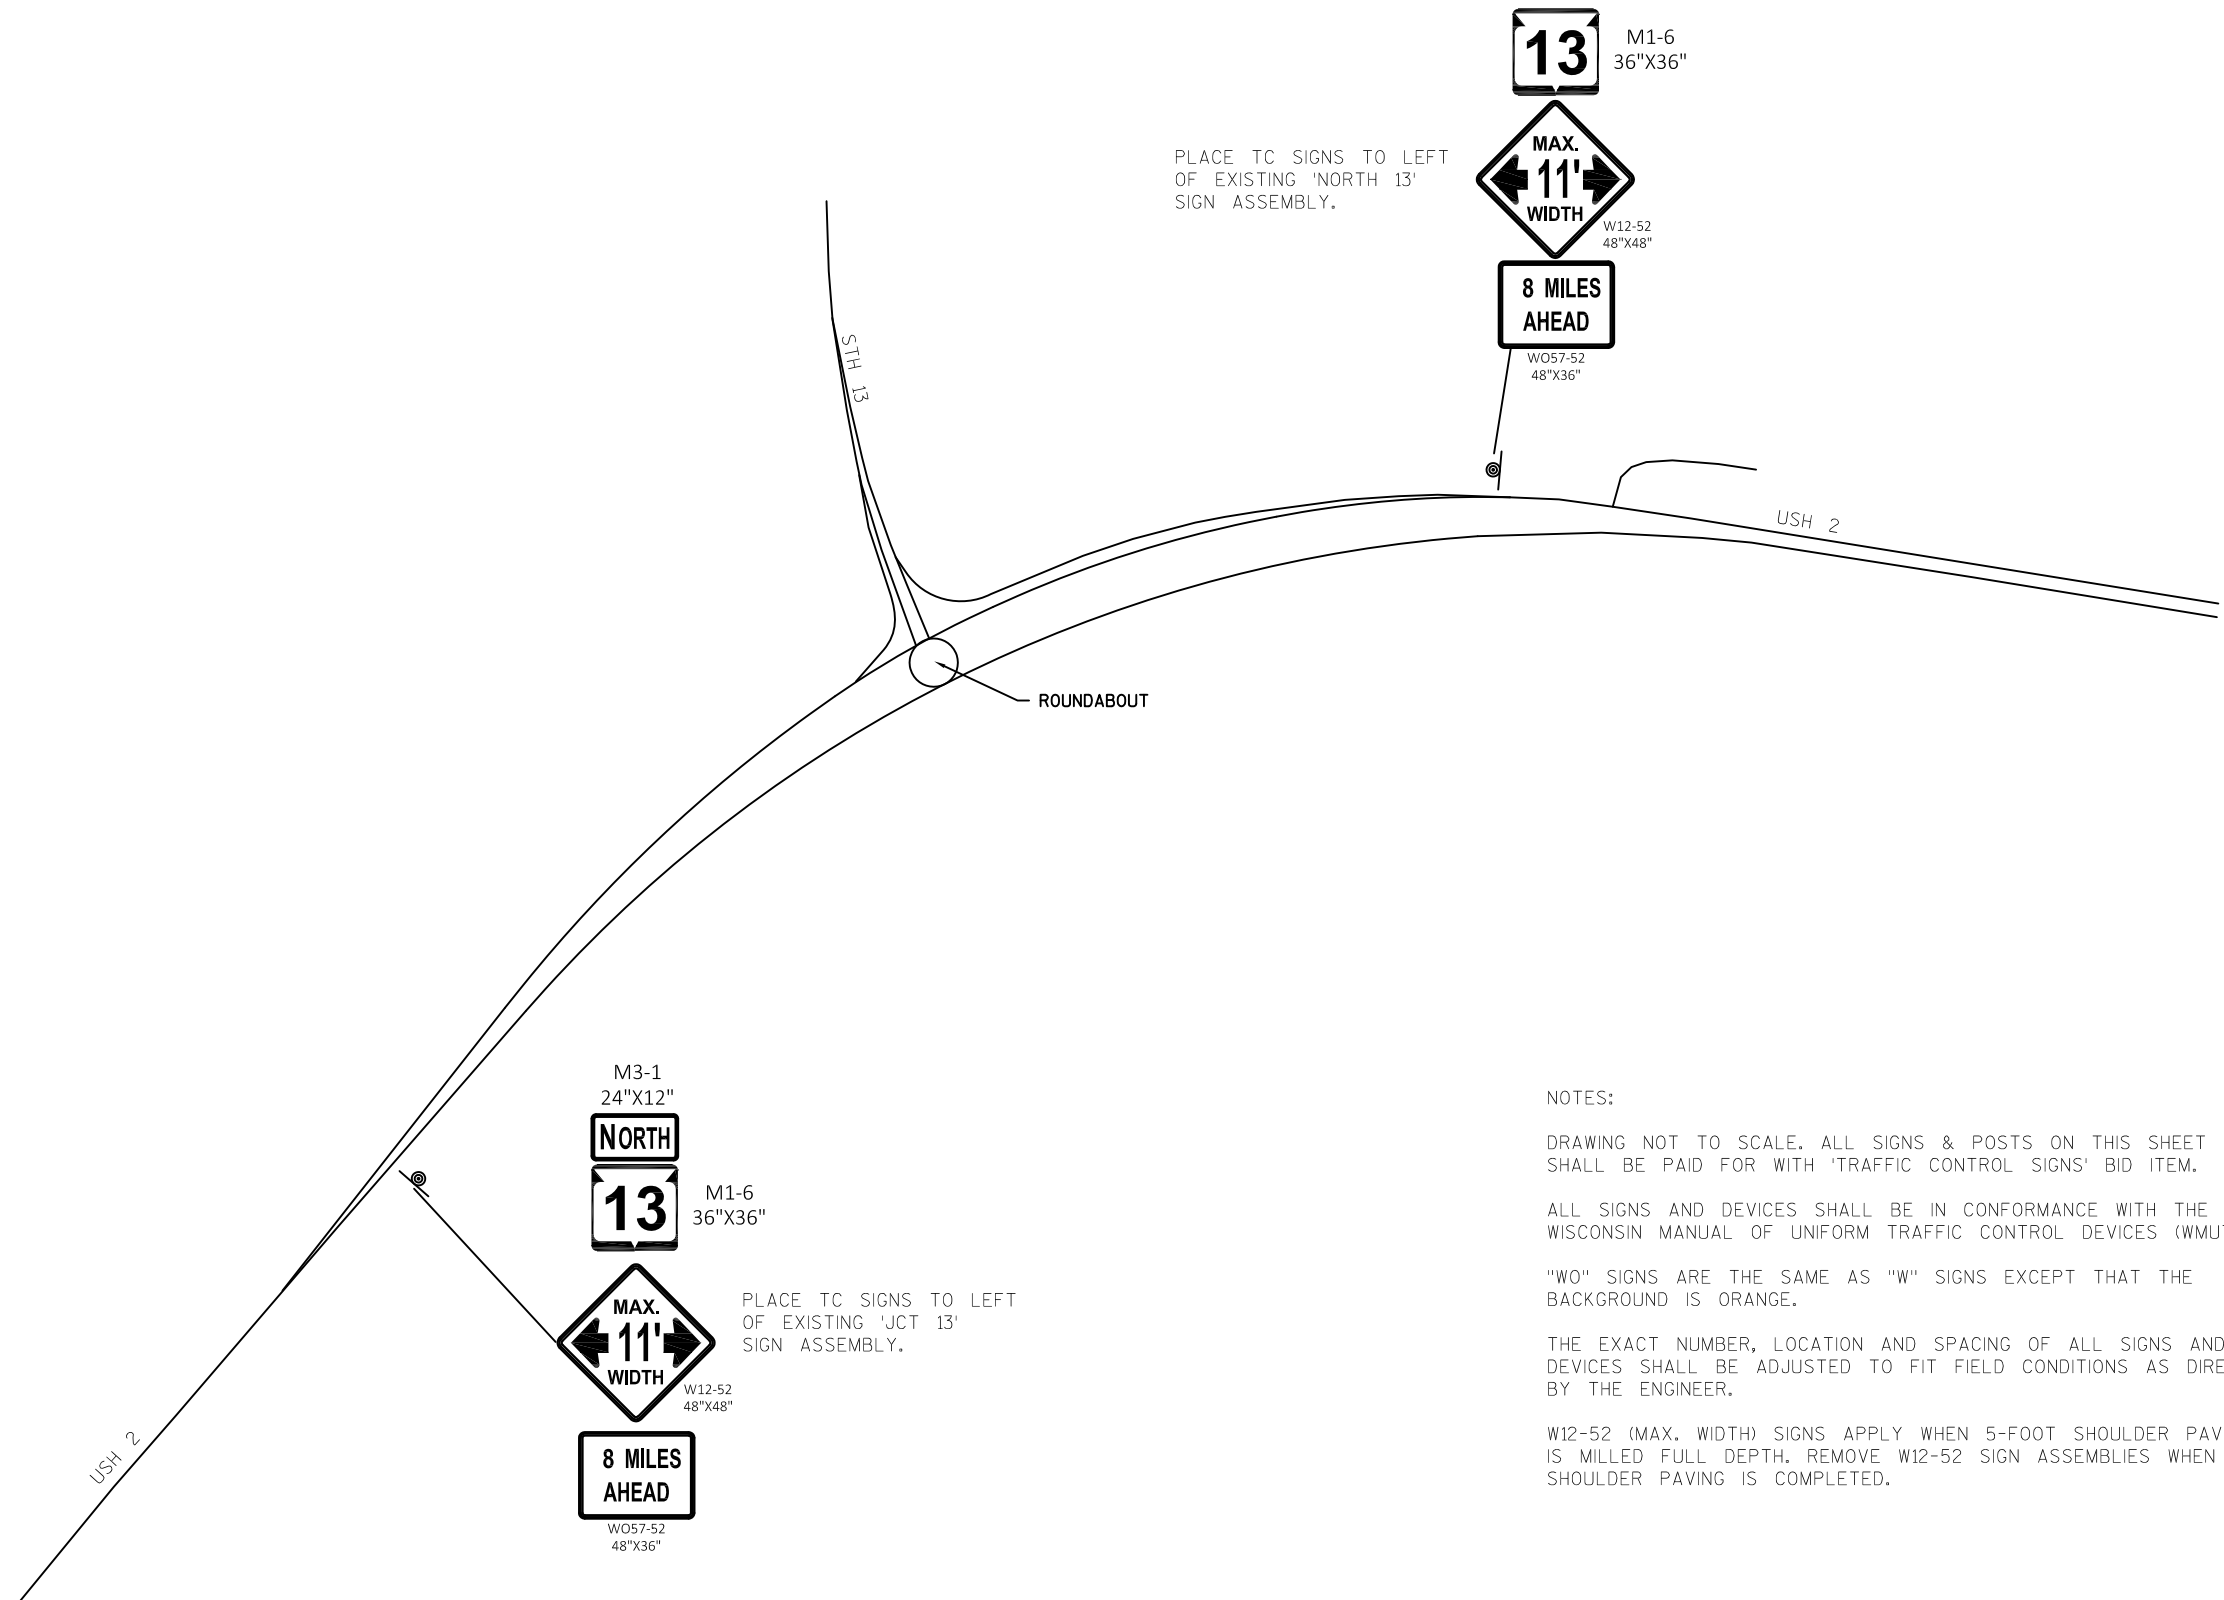 13
M1-6
36"X36"
PLACE TC SIGNS TO LEFT
OF EXISTING 'NORTH 13'
SIGN ASSEMBLY.
MAX.
11'
WIDTH
W12-52
48"X48"
8 MILES
AHEAD
WO57-52
48"X36"
STH 13
USH 2
ROUNDABOUT
M3-1
24"X12"
NORTH
13
M1-6
36"X36"
MAX.
11'
WIDTH
W12-52
48"X48"
PLACE TC SIGNS TO LEFT
OF EXISTING 'JCT 13'
SIGN ASSEMBLY.
8 MILES
AHEAD
WO57-52
48"X36"
USH 2
NOTES:
DRAWING NOT TO SCALE. ALL SIGNS & POSTS ON THIS SHEET
SHALL BE PAID FOR WITH 'TRAFFIC CONTROL SIGNS' BID ITEM.
ALL SIGNS AND DEVICES SHALL BE IN CONFORMANCE WITH THE
WISCONSIN MANUAL OF UNIFORM TRAFFIC CONTROL DEVICES
"WO" SIGNS ARE THE SAME AS "W" SIGNS EXCEPT THAT THE
BACKGROUND IS ORANGE.
THE EXACT NUMBER, LOCATION AND SPACING OF ALL SIGNS AND
DEVICES SHALL BE ADJUSTED TO FIT FIELD CONDITIONS AS
BY THE ENGINEER.
W12-52 (MAX. WIDTH) SIGNS APPLY WHEN 5-FOOT SHOULDER
IS MILLED FULL DEPTH. REMOVE W12-52 SIGN ASSEMBLIES WHEN
SHOULDER PAVING IS COMPLETED.